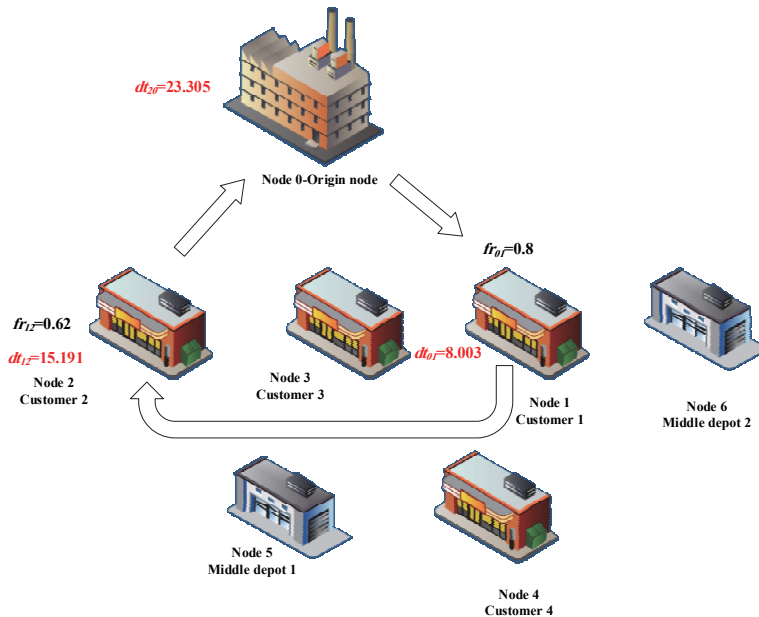 dt20=23.305
Node 0-Origin node
fr01=0.8
fr12=0.62
dt12=15.191
dt01=8.003
Node 2
Customer 2
Node 3
Customer 3
Node 1
Customer 1
Node 6
Middle depot 2
Node 5
Middle depot 1
Node 4
Customer 4